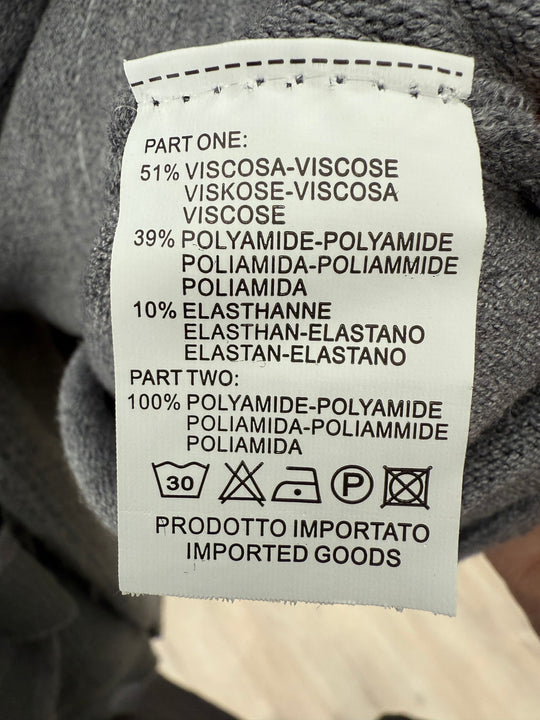 PART ONE:
51% VISCOSA-VISCOSE
VISKOSE-VISCOSA
VISCOSE
39% POLYAMIDE-POLYAMIDE
POLIAMIDA-POLIAMMIDE
POLIAMIDA
10% ELASTHANNE
ELASTHAN-ELASTANO
ELASTAN-ELASTANO
PART TWO:
100% POLYAMIDE-POLYAMIDE
POLIAMIDA-POLIAMMIDE
POLIAMIDA
30 P
PRODOTTO IMPORTATO
IMPORTED GOODS